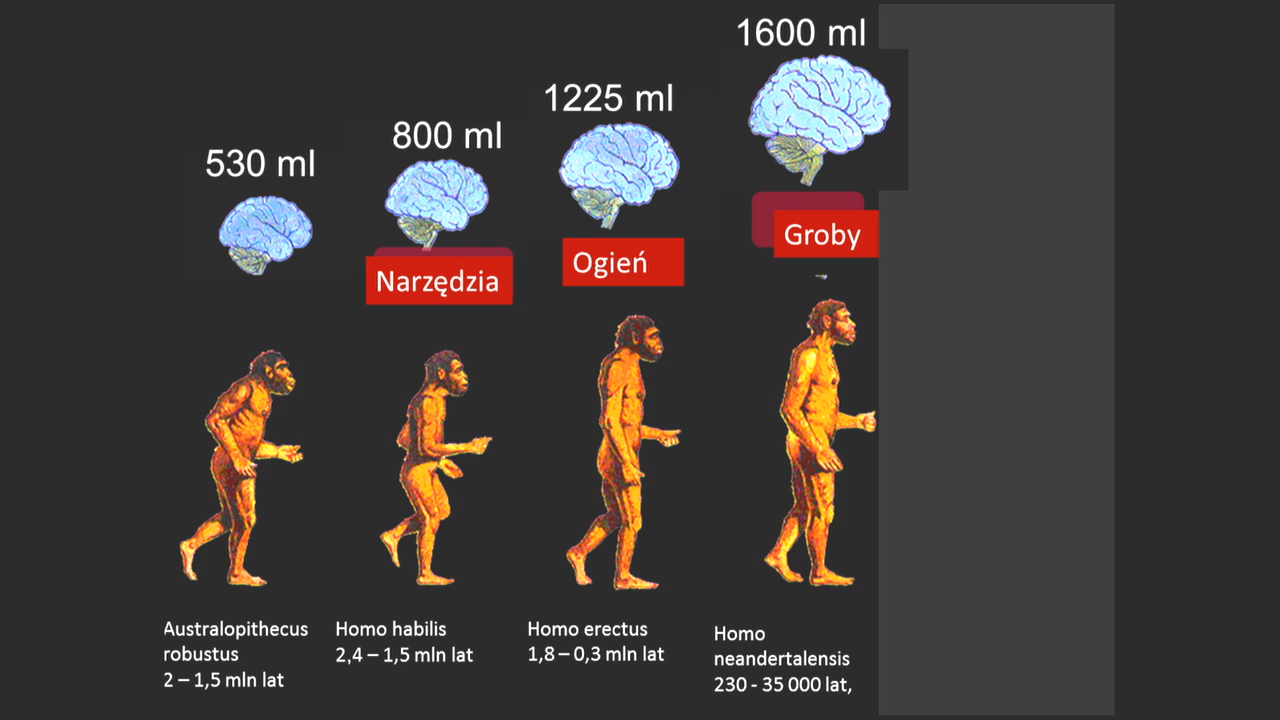 1600 ml
1225 ml
800 ml
530 ml
Groby
Ogień
Narzędzia
Australopithecus
robustus
2 – 1,5 mln lat
Homo habilis
2,4 – 1,5 mln lat
Homo erectus
1,8 – 0,3 mln lat
Homo
neandertalensis
230 - 35 000 lat,